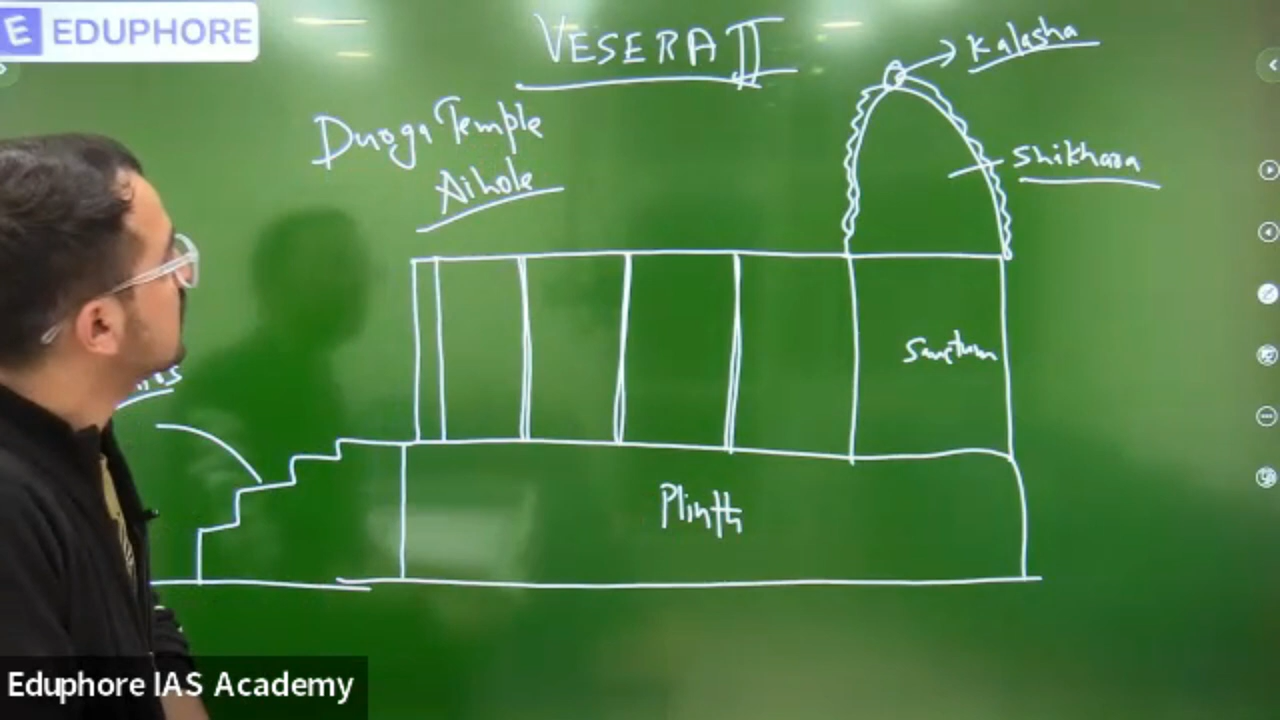 E EDUPHORE
VESERA II
Kalasha
Durga Temple
Aihole
Shikhara
Sanctum
Plinth
Eduphore IAS Academy